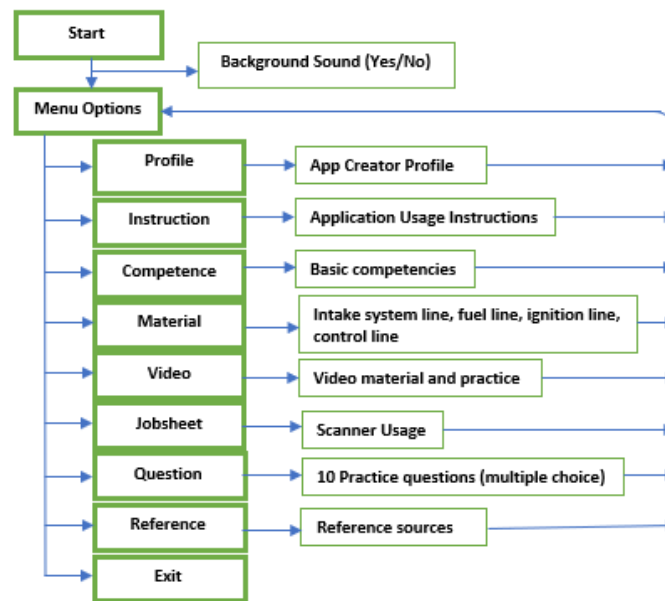 Start
Background Sound (Yes/No)
Menu Options
Profile
App Creator Profile
Instruction
Application Usage Instructions
Competence
Basic competencies
Material
Intake system line, fuel line, ignition line,
control line
Video
Video material and practice
Jobsheet
Scanner Usage
Question
10 Practice questions (multiple choice)
Reference
Reference sources
Exit